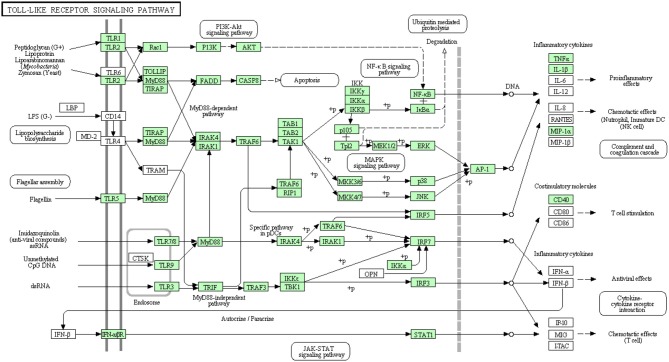 TOLL-LIKE RECEPTOR SIGNALING PATHWAY
PI3K-Akt
signaling pathway
Ubiquitin mediated
proteolysis
TLR1
TLR2
Rac1
PI3K
AKT
Degradation
Peptidoglycan (G+)
Lipoprotein
Lipoarabinomannan
(Mycobacteria)
Zymosan (Yeast)
TLR6
TLR2
TOLLIP
MyD88
TIRAP
FADD
CASP8
Apoptosis
NF-κB signaling
pathway
IKK
IKKγ
IKKα
IKKβ
NF-κB
IκBα
+p
+p
DNA
Inflammatory cytokines
TNFα
IL-1β
IL-6
IL-12
Proinflammatory
effects
LBP
LPS (G-)
CD14
MyD88-dependent
pathway
p105
Tpl2
+p
MEK1/2
+p
ERK
IL-8
RANTES
MIP-1α
MIP-1β
Chemotactic effects
(Nutrophil, Immature DC
(NK cell)
Lipopolysaccharide
biosynthesis
MD-2
TLR4
TIRAP
MyD88
IRAK4
IRAK1
TRAF6
TAB1
TAB2
TAK1
MAPK
signaling pathway
Complement and
coagulation cascade
TRAM
TRAF6
RIP1
+p
MKK3/6
+p
p38
+p
AP-1
+p
MKK4/7
+p
JNK
Flagellar assembly
Flagellin
TLR5
MyD88
IRF5
Costimulatory molecules
CD40
CD80
CD86
T cell stimulation
Imidazoquinoline
(anti-viral compounds)
ssRNA
TLR7/8
MyD88
Specific pathway
in pDCs
IRAK4
+p
IRAK1
TRAF6
+p
IRF7
Unmethylated
CpG DNA
CTSK
TLR9
IKKα
OPN
Inflammatory cytokines
IFN-α
IFN-β
Antiviral effects
dsRNA
TLR3
TRIF
TRAF3
IKKε
TBK1
+p
+p
IRF3
Endosome
MyD88-independent
pathway
Cytokine-cytokine
receptor interaction
Autocrine / Paracrine
IFN-β
IFN-αβR
STAT1
JAK-STAT
signaling pathway
IP-10
MIG
I-TAC
Chemotactic effects
(T cell)